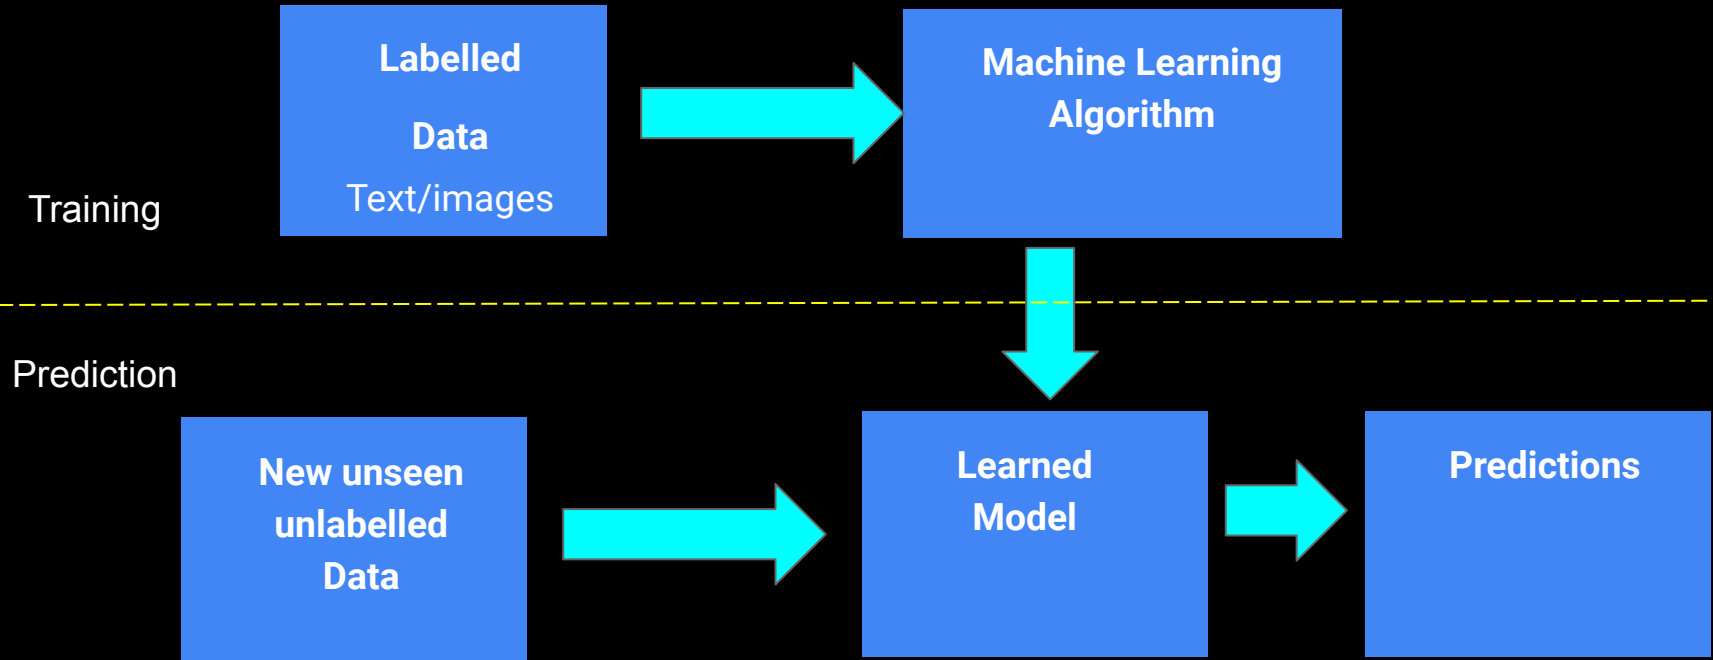 Labelled
Data
Text/images
Machine Learning
Algorithm
Training
Prediction
New unseen
unlabelled
Data
Learned
Model
Predictions